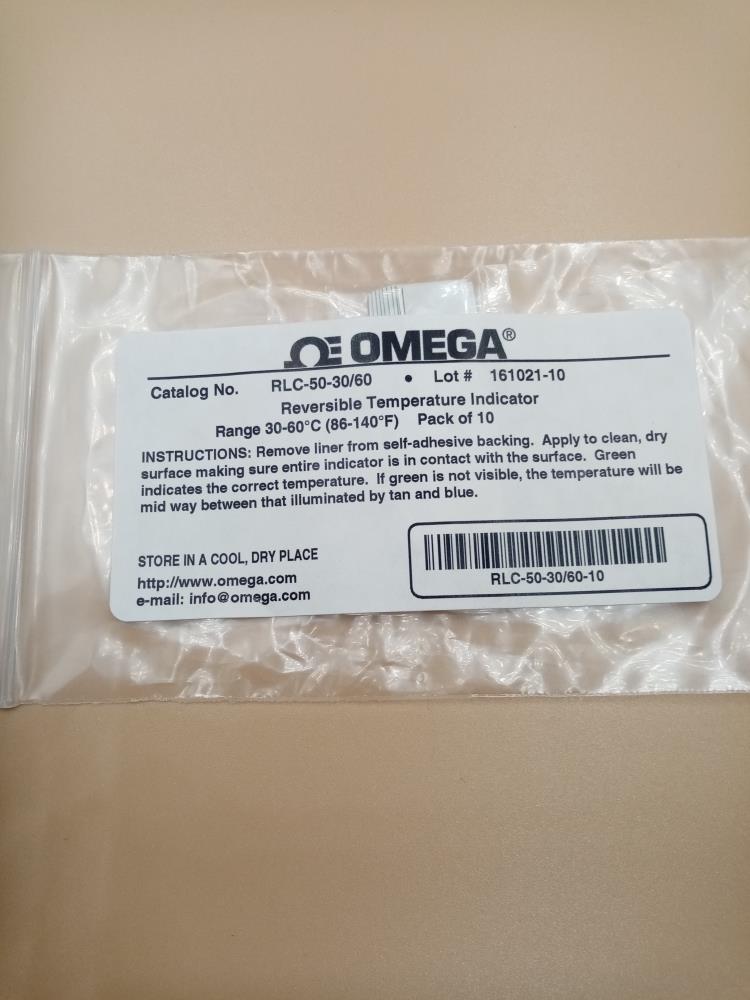 ΩE OMEGA®
Catalog No. RLC-50-30/60 • Lot # 161021-10
Reversible Temperature Indicator
Range 30-60°C (86-140°F) Pack of 10
INSTRUCTIONS: Remove liner from self-adhesive backing. Apply to clean, dry
surface making sure entire indicator is in contact with the surface. Green
indicates the correct temperature. If green is not visible, the temperature will be
mid way between that illuminated by tan and blue.
STORE IN A COOL, DRY PLACE
http://www.omega.com
e-mail: info@omega.com
RLC-50-30/60-10